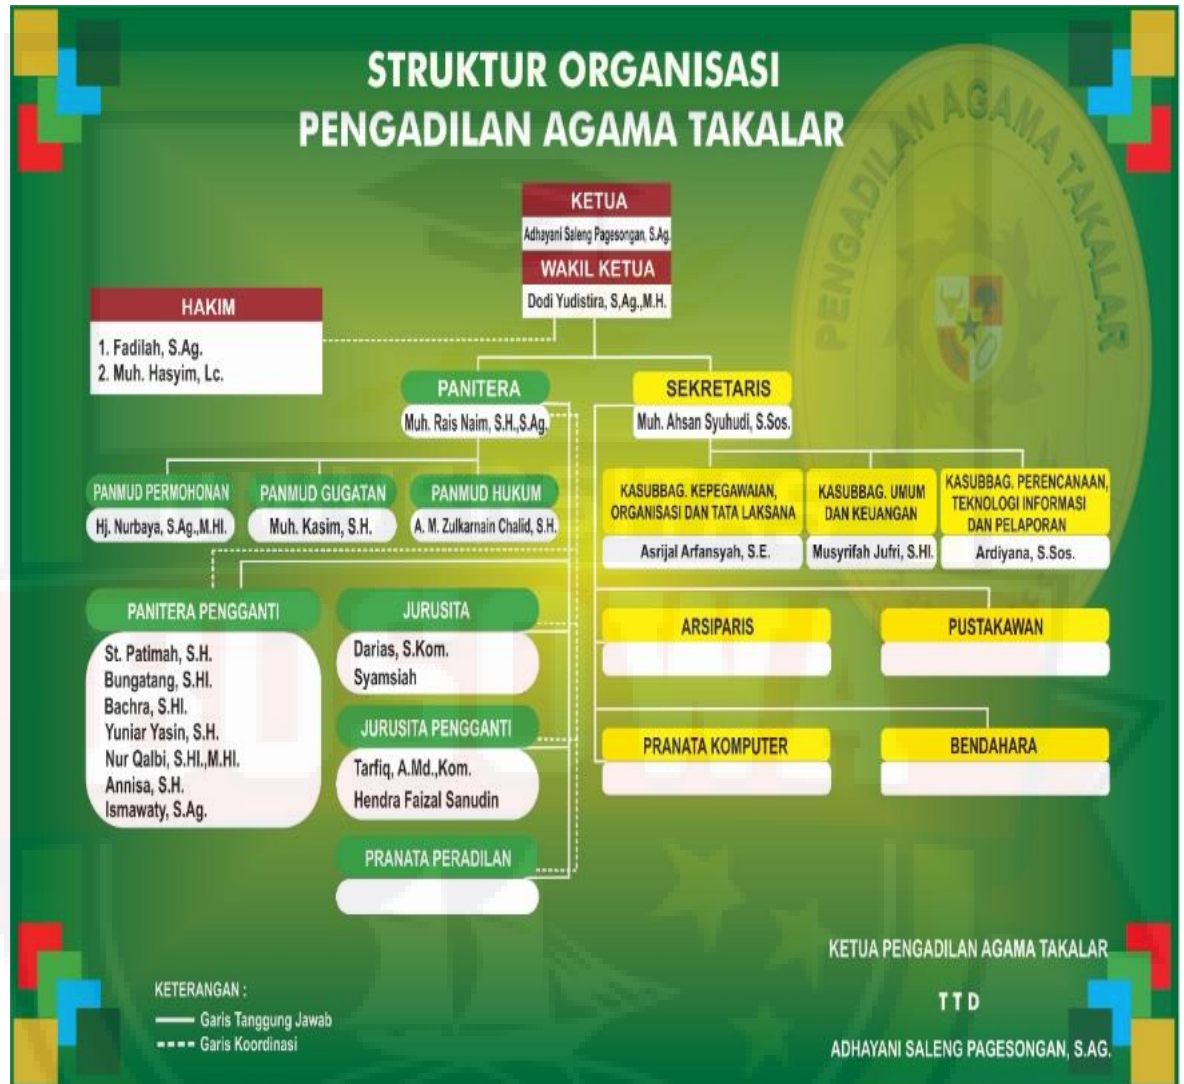 STRUKTUR ORGANISASI
PENGADILAN AGAMA TAKALAR
PENGADILAN AGAMA TAKALAR
KETUA
Adhayani Saleng Pagesongan, S.Ag.
WAKIL KETUA
Dodi Yudistira, S,Ag.,M.H.
HAKIM
1. Fadilah, S.Ag.
2. Muh. Hasyim, Lc.
PANITERA
Muh. Rais Naim, S.H.,S.Ag.
SEKRETARIS
Muh. Ahsan Syuhudi, S.Sos.
PANMUD PERMOHONAN
Hj. Nurbaya, S.Ag.,M.HI.
PANMUD GUGATAN
Muh. Kasim, S.H.
PANMUD HUKUM
A. M. Zulkarnain Chalid, S.H.
KASUBBAG. KEPEGAWAIAN,
ORGANISASI DAN TATA LAKSANA
Asrijal Arfansyah, S.E.
KASUBBAG. UMUM
DAN KEUANGAN
Musyrifah Jufri, S.HI.
KASUBBAG. PERENCANAAN,
TEKNOLOGI INFORMASI
DAN PELAPORAN
Ardiyana, S.Sos.
PANITERA PENGGANTI
St. Patimah, S.H.
Bungatang, S.HI.
Bachra, S.HI.
Yuniar Yasin, S.H.
Nur Qalbi, S.HI.,M.HI.
Annisa, S.H.
Ismawaty, S.Ag.
JURUSITA
Darias, S.Kom.
Syamsiah
JURUSITA PENGGANTI
Tarfiq, A.Md.,Kom.
Hendra Faizal Sanudin
PRANATA PERADILAN
ARSIPARIS
PUSTAKAWAN
PRANATA KOMPUTER
BENDAHARA
KETERANGAN :
Garis Tanggung Jawab
Garis Koordinasi
KETUA PENGADILAN AGAMA TAKALAR
T T D
ADHAYANI SALENG PAGESONGAN, S.AG.